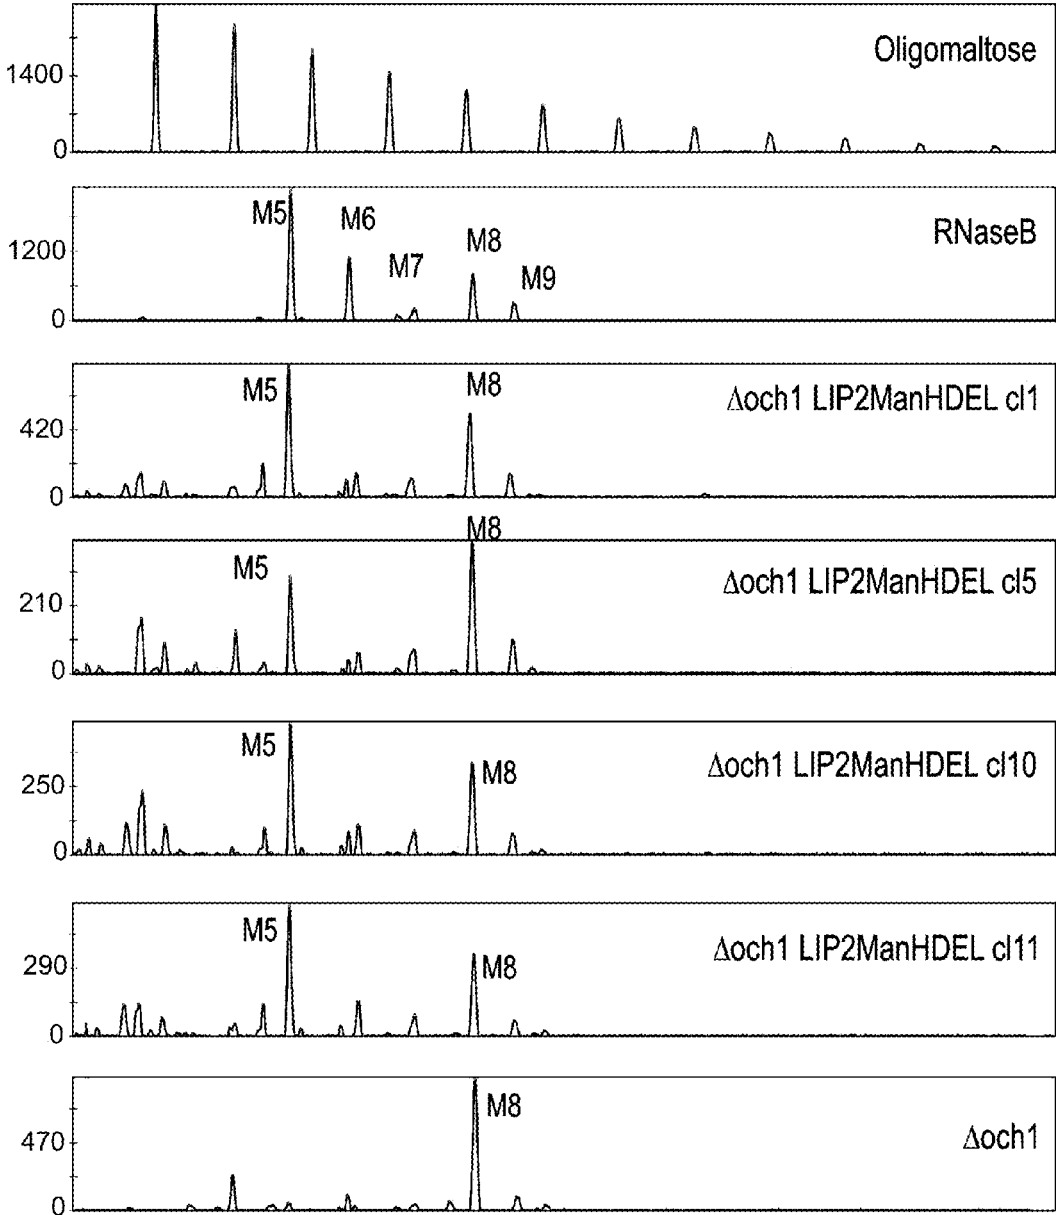 Oligomaltose
1400
0
RNaseB
M5
M6
M7
M8
M9
1200
0
Δoch1 LIP2ManHDEL cl1
M5
M8
420
0
Δoch1 LIP2ManHDEL cl5
M5
M8
210
0
Δoch1 LIP2ManHDEL cl10
M5
M8
250
0
Δoch1 LIP2ManHDEL cl11
M5
M8
290
0
Δoch1
M8
470
0